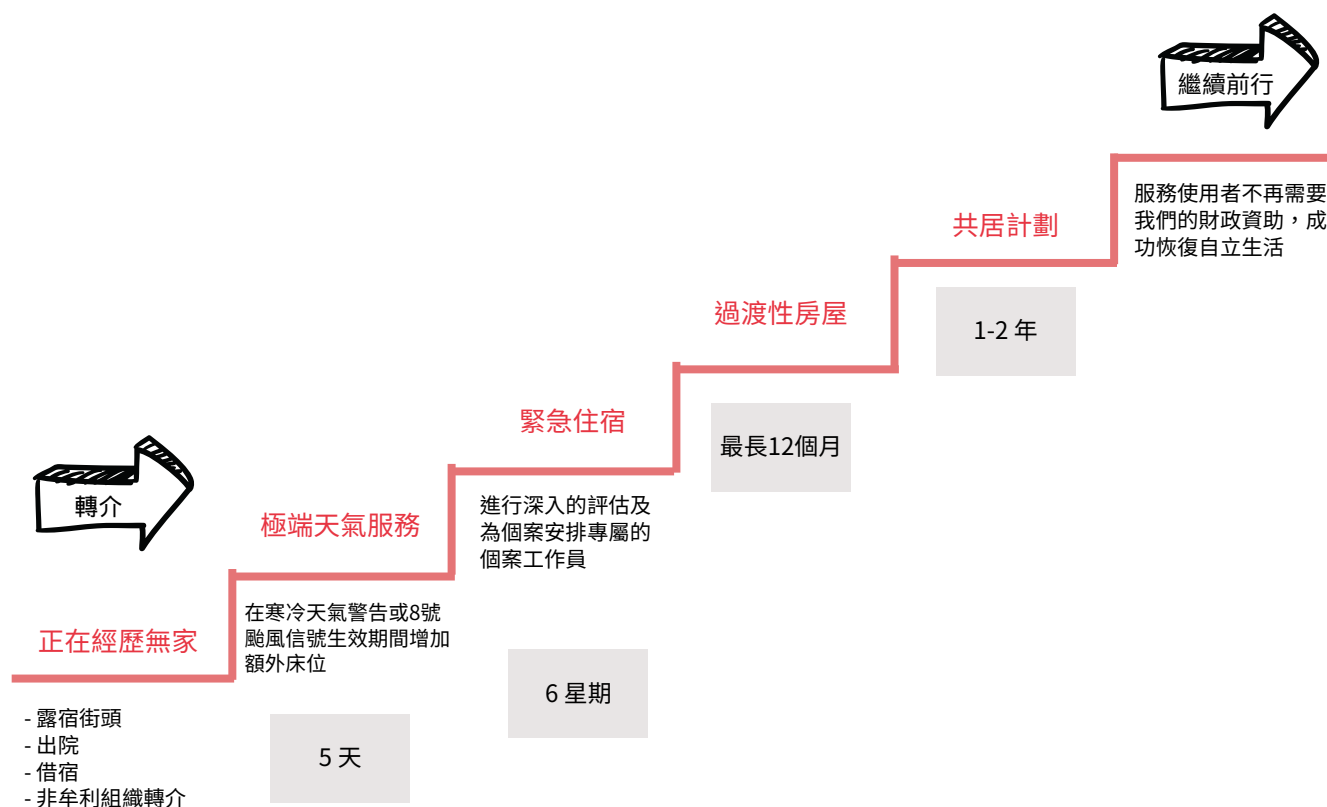 轉介
正在經歷無家
- 露宿街頭
- 出院
- 借宿
- 非牟利組織轉介
極端天氣服務
在寒冷天氣警告或8號
颱風信號生效期間增加
額外床位
5 天
緊急住宿
進行深入的評估及
為個案安排專屬的
個案工作員
6 星期
過渡性房屋
最長12個月
共居計劃
1-2 年
繼續前行
服務使用者不再需要
我們的財政資助，成
功恢復自立生活